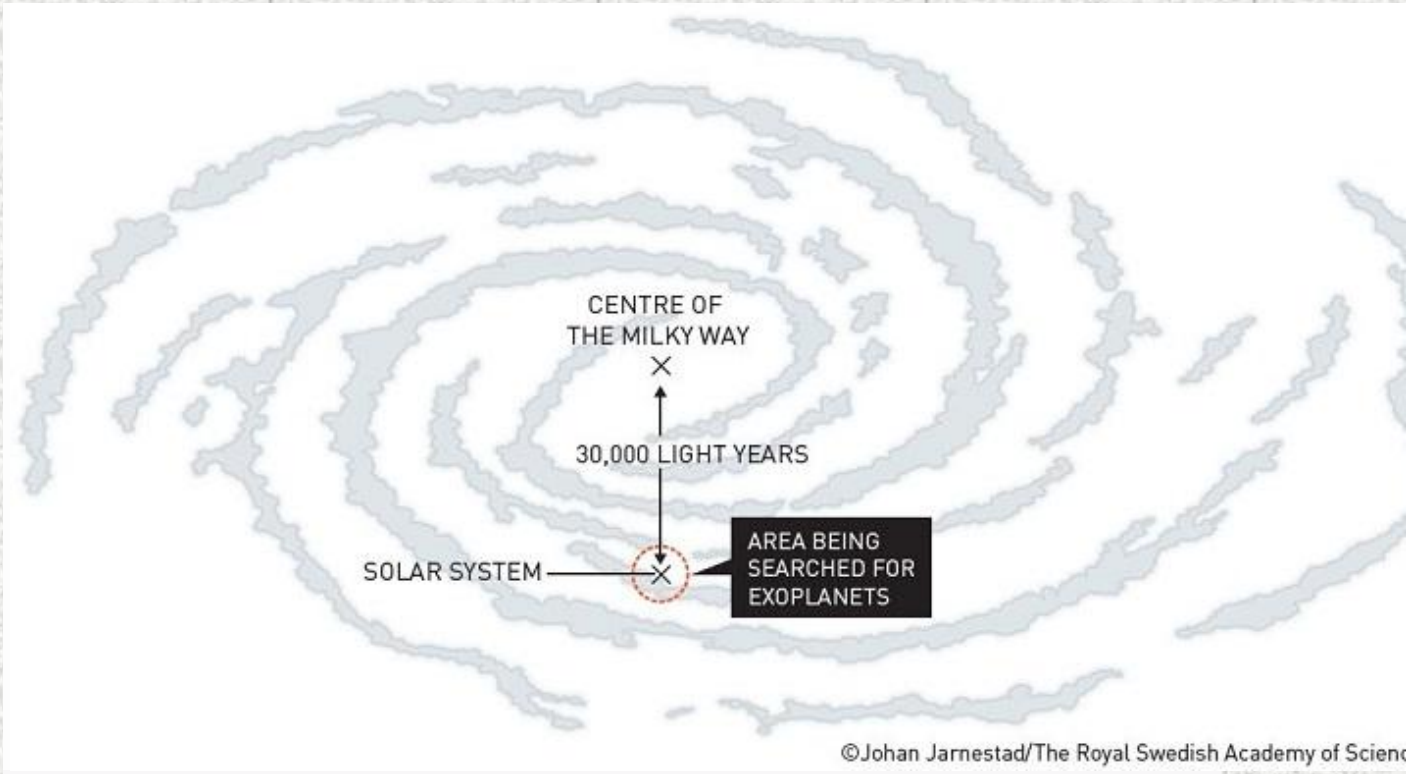 CENTRE OF
THE MILKY WAY
30,000 LIGHT YEARS
SOLAR SYSTEM
AREA BEING
SEARCHED FOR
EXOPLANETS
©Johan Jarnestad/The Royal Swedish Academy of Scienc